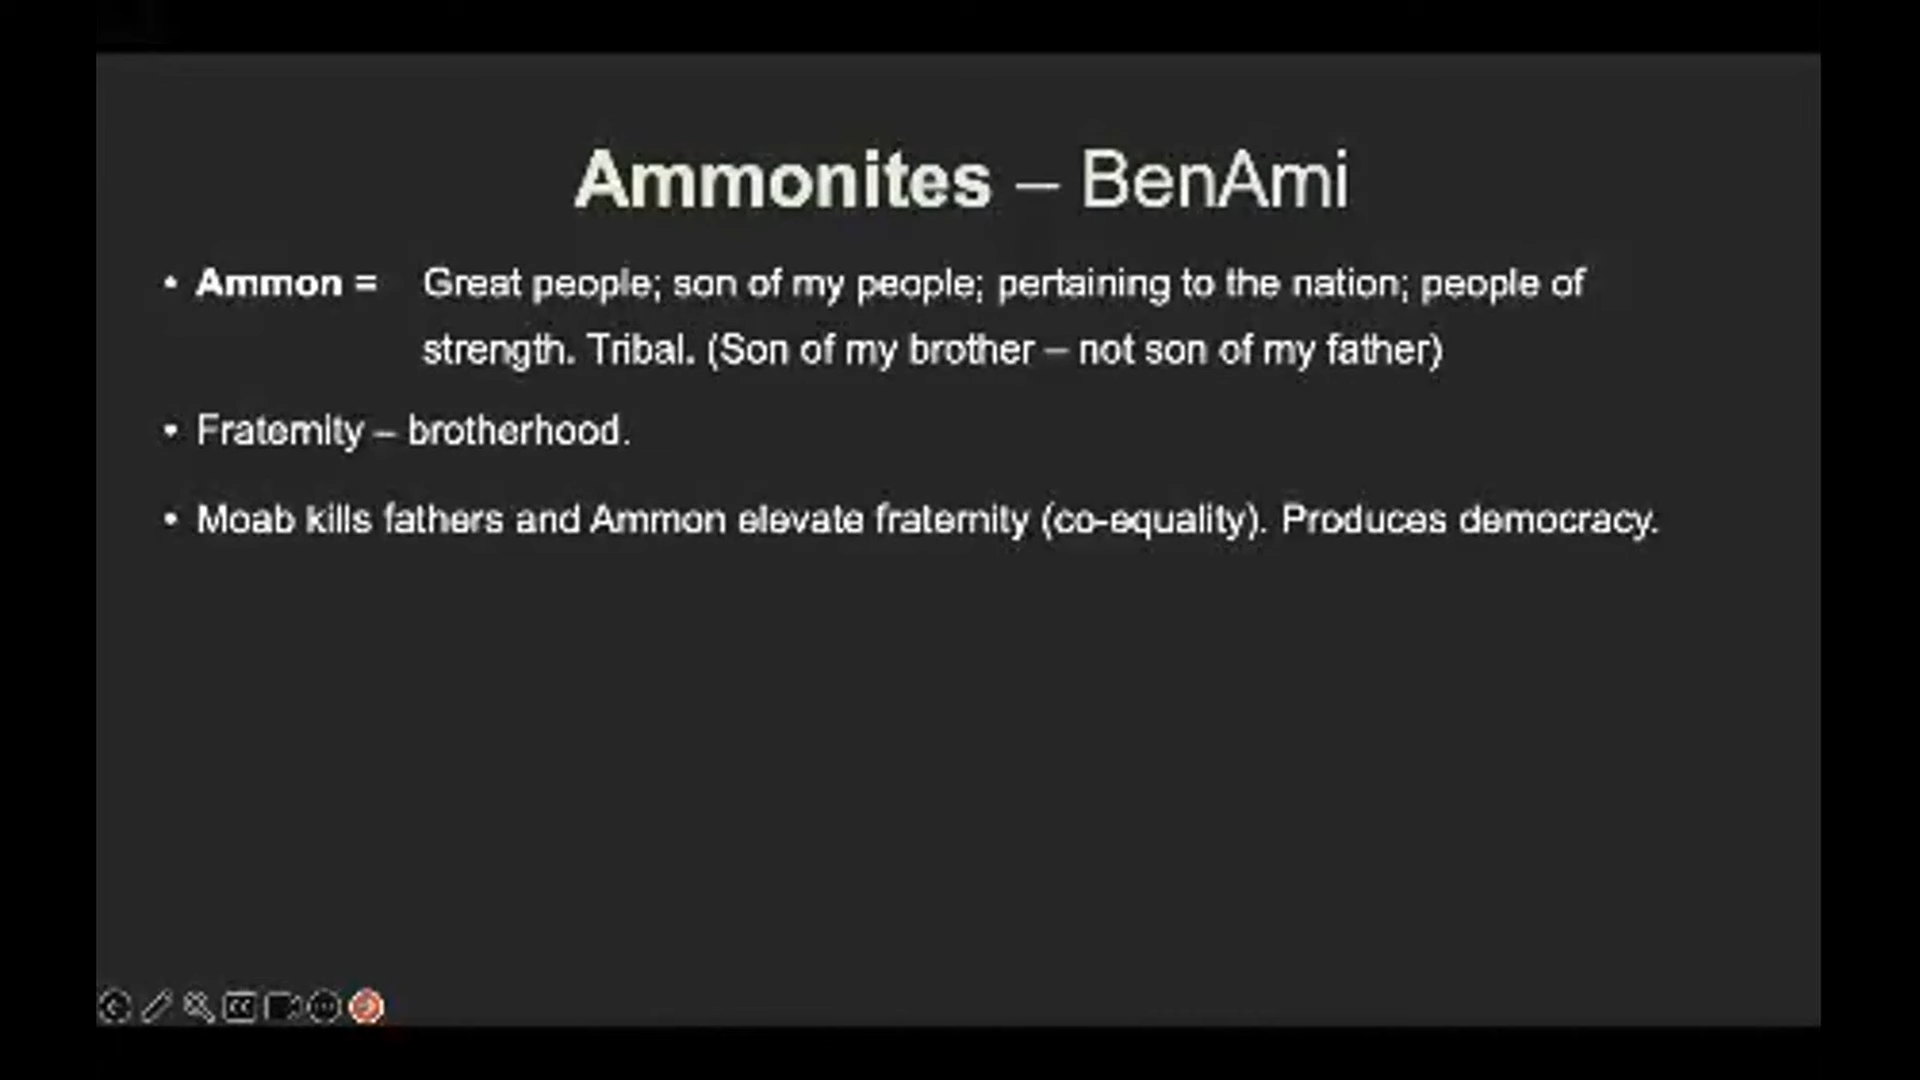 Ammonites – BenAmi
• Ammon = Great people; son of my people; pertaining to the nation; people of
strength. Tribal. (Son of my brother – not son of my father)
• Fraternity – brotherhood.
• Moab kills fathers and Ammon elevate fraternity (co-equality). Produces democracy.